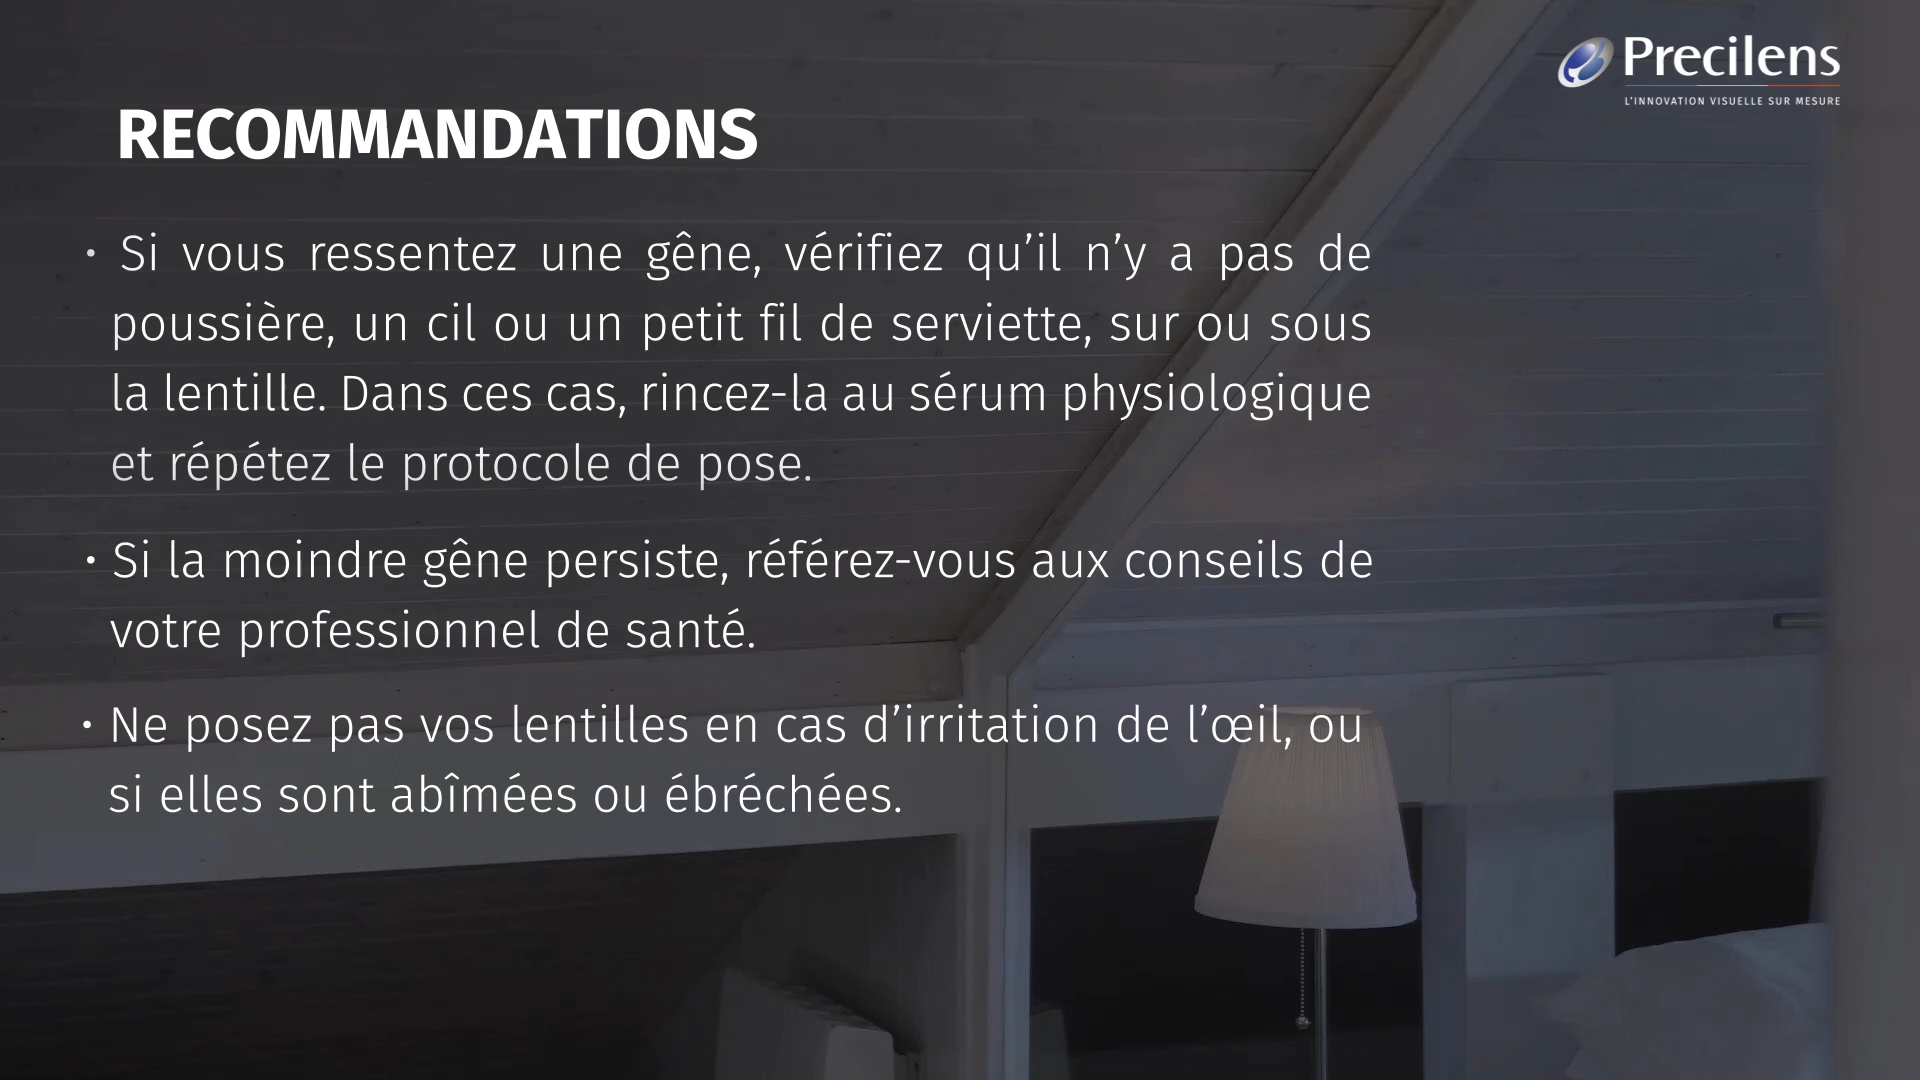 Precilens
L'INNOVATION VISUELLE SUR MESURE
RECOMMANDATIONS
· Si vous ressentez une gêne, vérifiez qu’il n’y a pas de
poussière, un cil ou un petit fil de serviette, sur ou sous
la lentille. Dans ces cas, rincez-la au sérum physiologique
et répétez le protocole de pose.
· Si la moindre gêne persiste, référez-vous aux conseils de
votre professionnel de santé.
· Ne posez pas vos lentilles en cas d’irritation de l’œil, ou
si elles sont abîmées ou ébréchées.